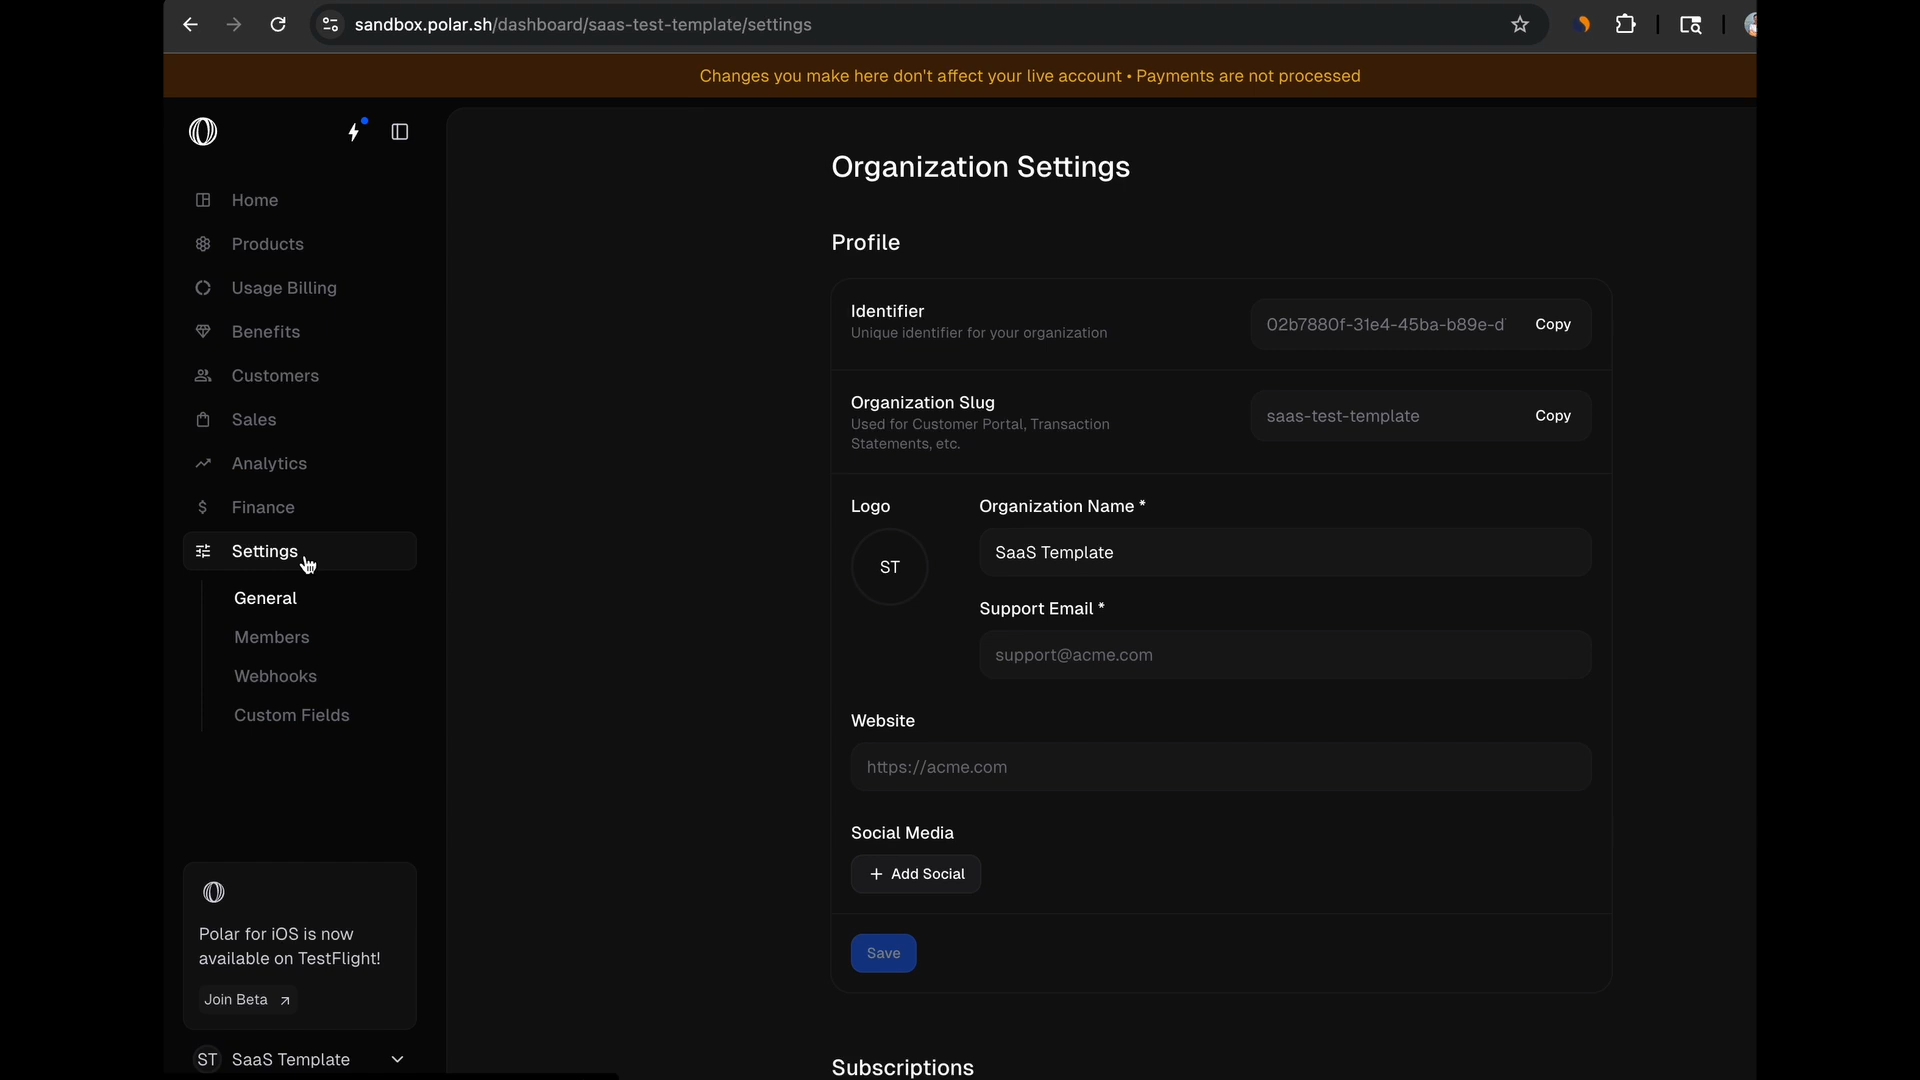 sandbox.polar.sh/dashboard/saas-test-template/settings
Changes you make here don't affect your live account • Payments are not processed
Home
Products
Usage Billing
Benefits
Customers
Sales
Analytics
Finance
Settings
General
Members
Webhooks
Custom Fields
Polar for iOS is now
available on TestFlight!
Join Beta
ST SaaS Template
Organization Settings
Profile
Identifier
Unique identifier for your organization
02b7880f-31e4-45ba-b89e-d
Copy
Organization Slug
Used for Customer Portal, Transaction
Statements, etc.
saas-test-template
Copy
Logo
ST
Organization Name *
SaaS Template
Support Email *
support@acme.com
Website
https://acme.com
Social Media
+ Add Social
Save
Subscriptions